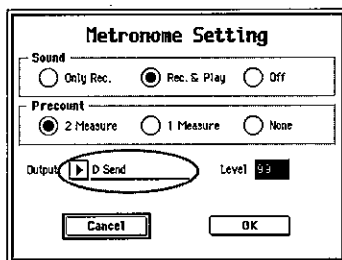 Metronome Setting
Sound
Only Rec. Rec. & Play Off
Precount
2 Measure 1 Measure None
Output D Send Level 99
Cancel OK